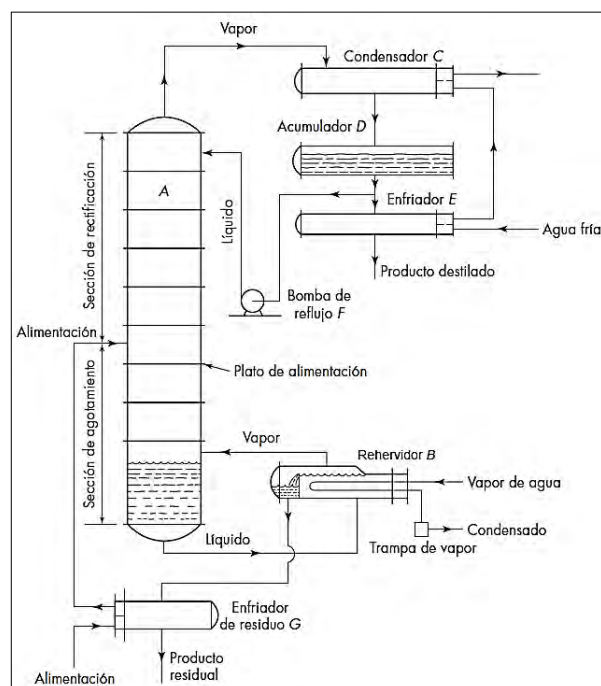 Vapor
Condensador C
Acumulador D
A
Sección de rectificación
Líquido
Enfriador E
Agua fría
Producto destilado
Bomba de
reflujo F
Alimentación
Plato de alimentación
Sección de agotamiento
Vapor
Rehervidor B
Vapor de agua
Condensado
Trampa de vapor
Líquido
Enfriador
de residuo G
Alimentación
Producto
residual